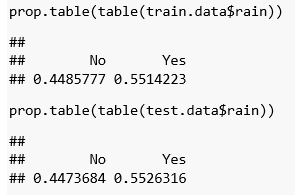 prop.table(table(train.data$rain))
##
##        No       Yes
## 0.4485777 0.5514223
prop.table(table(test.data$rain))
##
##        No       Yes
## 0.4473684 0.5526316